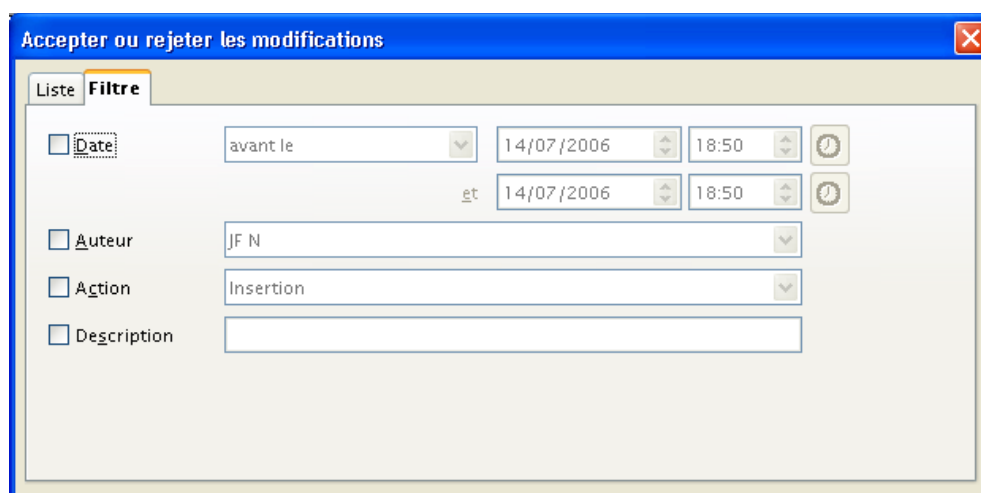 Accepter ou rejeter les modifications
Liste Filtre
Date avant le 14/07/2006 18:50
et 14/07/2006 18:50
Auteur JF N
Action Insertion
Description